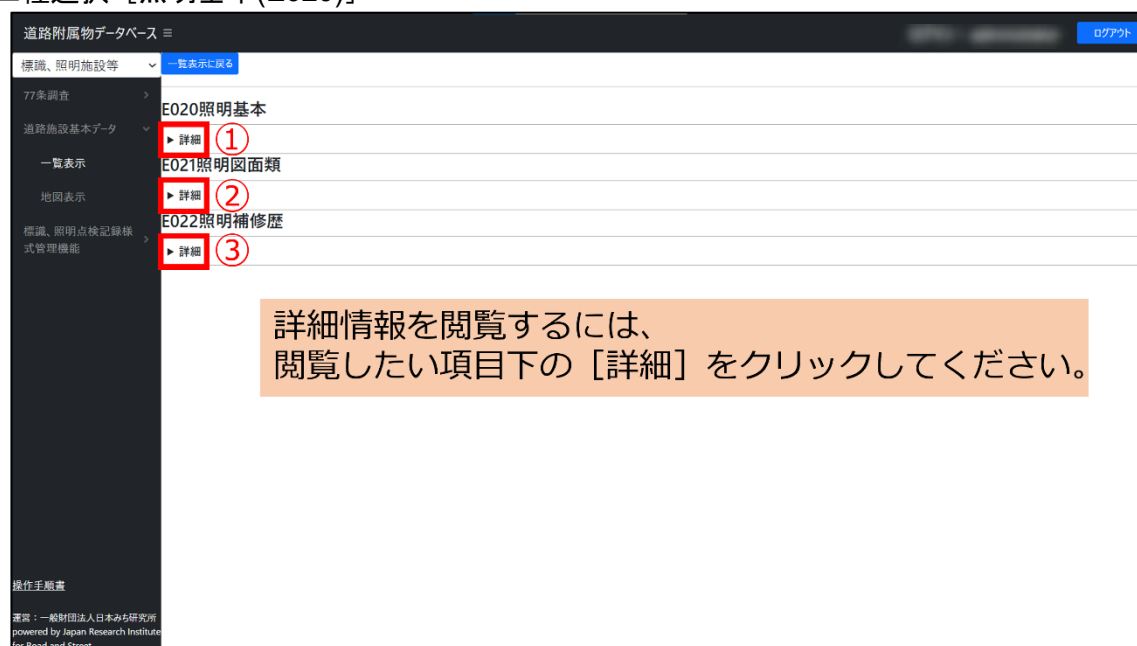 道路附属物データベース ≡
ログアウト
標識、照明施設等
一覧表示に戻る
77条調査
道路施設基本データ
一覧表示
地図表示
標識、照明点検記録様
式管理機能
E020照明基本
▶ 詳細 ①
E021照明図面類
▶ 詳細 ②
E022照明補修歴
▶ 詳細 ③
詳細情報を閲覧するには、
閲覧したい項目下の［詳細］をクリックしてください。
操作手順書
運営：一般財団法人日本みち研究所
powered by Japan Research Institute
for Road and Street